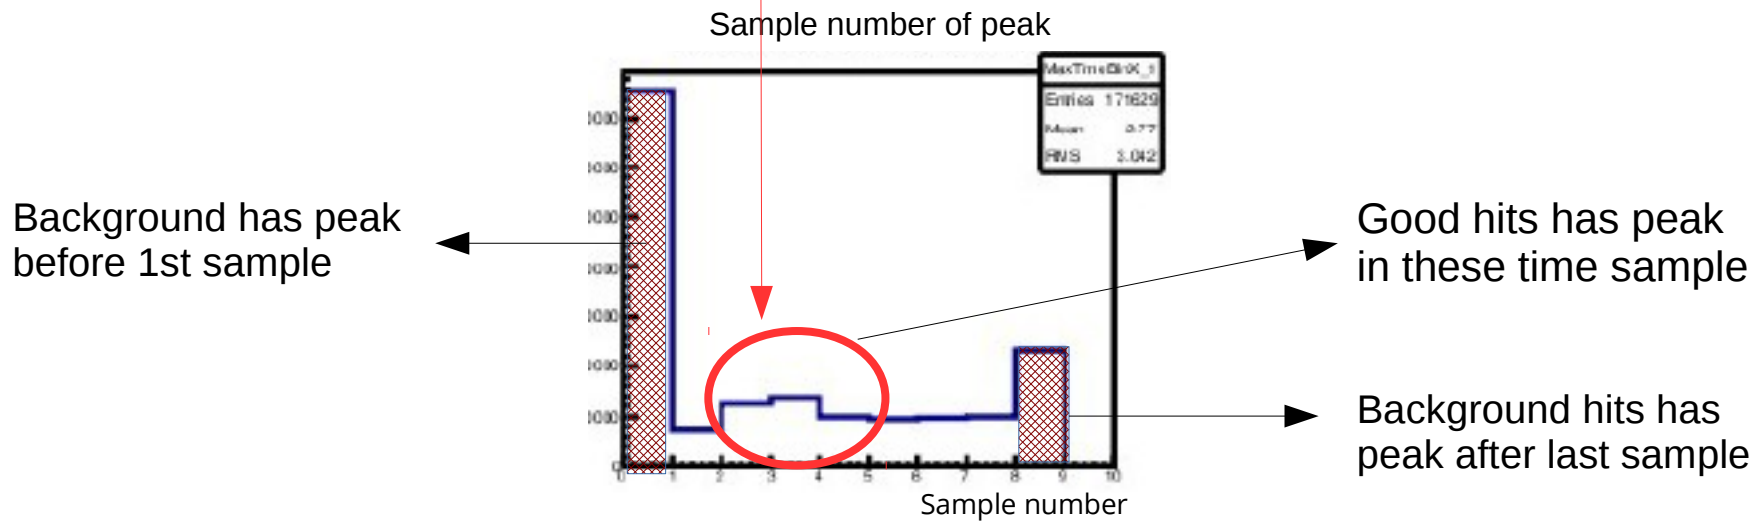 Sample number of peak
MaxTimeBinX_1
Entries 171629
Mean
RMS 3.042
Background has peak
before 1st sample
Good hits has peak
in these time sample
Background hits has
peak after last sample
0 1 2 3 4 5 6 7 8 9 10
Sample number